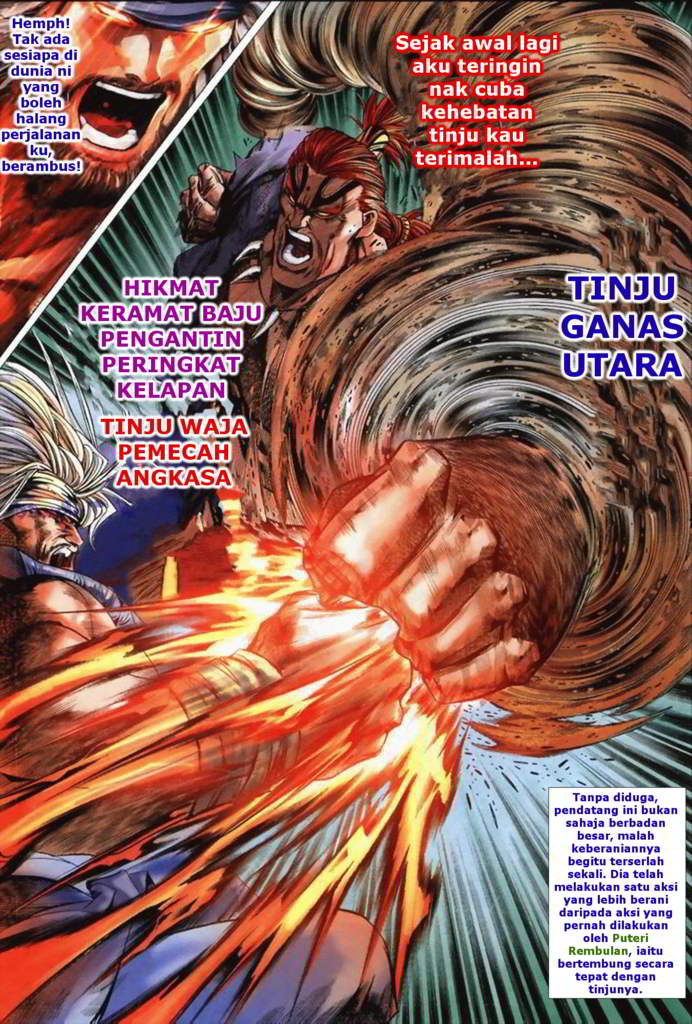 Hemph!
Tak ada
sesiapa di
dunia ni
yang
boleh
halang
perjalanan
ku,
berambus!
Sejak awal lagi
aku teringin
nak cuba
kehebatan
tinju kau
terimalah...
HIKMAT
KERAMAT BAJU
PENGANTIN
PERINGKAT
KELAPAN
TINJU WAJA
PEMECAH
ANGKASA
TINJU
GANAS
UTARA
Tanpa diduga,
pendatang ini bukan
sahaja berbadan
besar, malah
keberaniannya
begitu terserlah
sekali. Dia telah
melakukan satu aksi
yang lebih berani
daripada aksi yang
pernah dilakukan
oleh Puteri
Rembulan, iaitu
bertembung secara
tepat dengan
tinjunya.